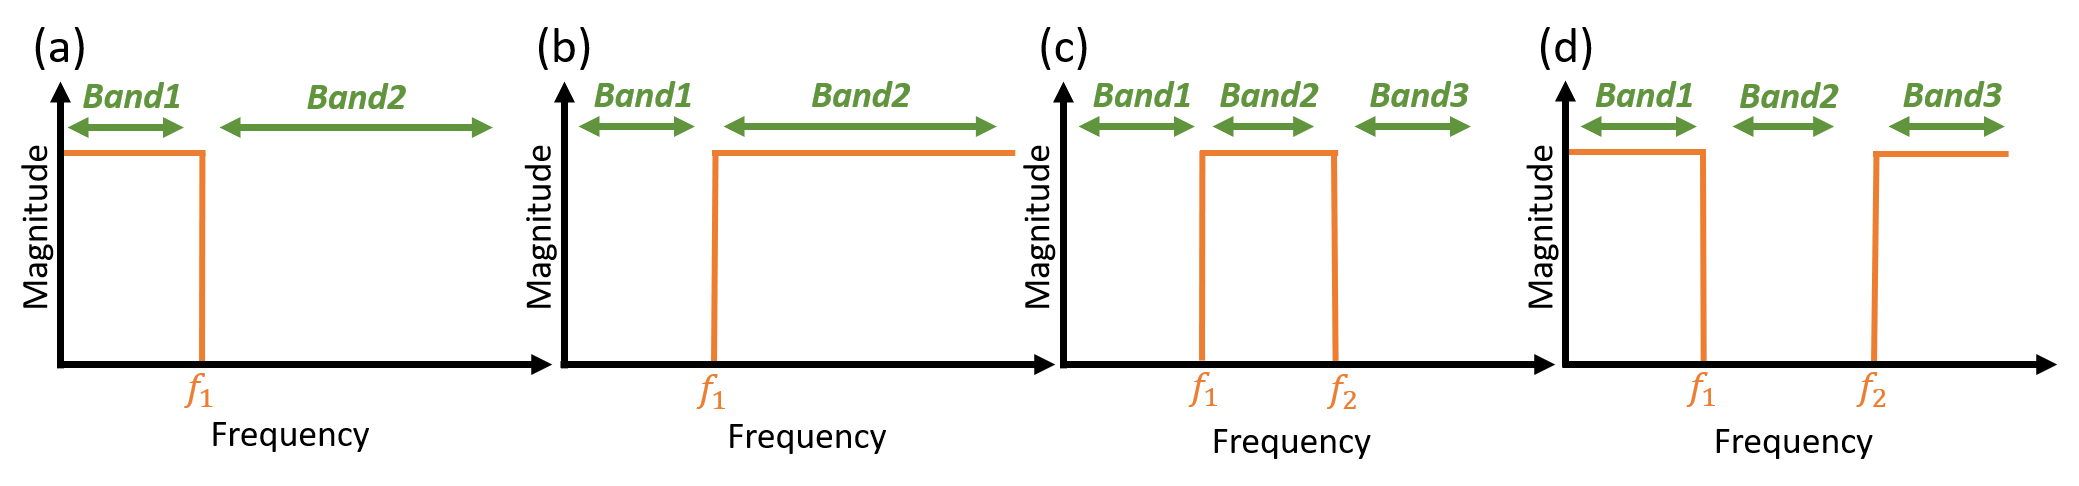 (a)
Band1
Band2
Magnitude
f1
Frequency
(b)
Band1
Band2
Magnitude
f1
Frequency
(c)
Band1
Band2
Band3
Magnitude
f1
f2
Frequency
(d)
Band1
Band2
Band3
Magnitude
f1
f2
Frequency